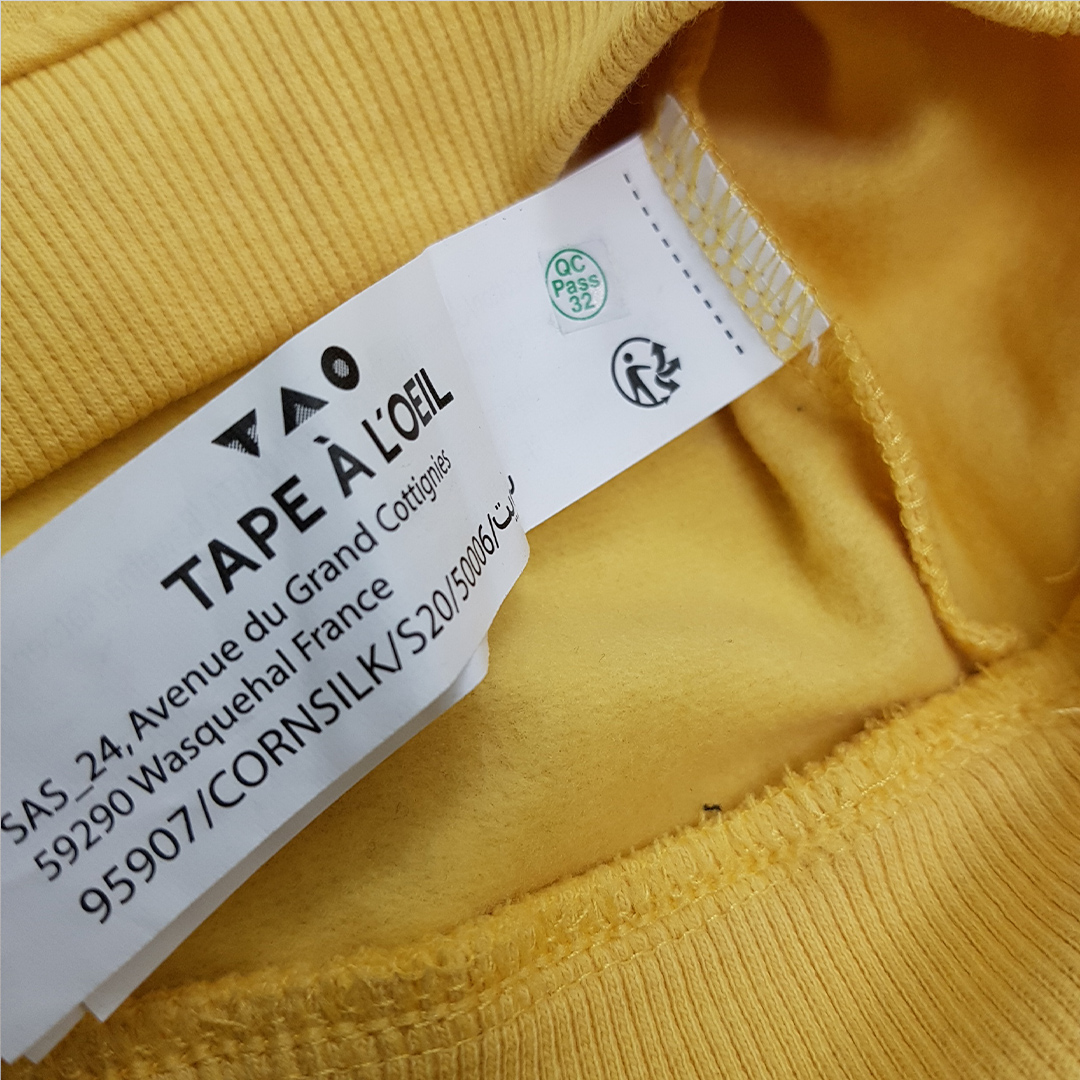 QC
Pass
32
TAPE À L'OEIL
SAS_24, Avenue du Grand Cottignies
59290 Wasquehal France
95907/CORNSILK/S20/50006/